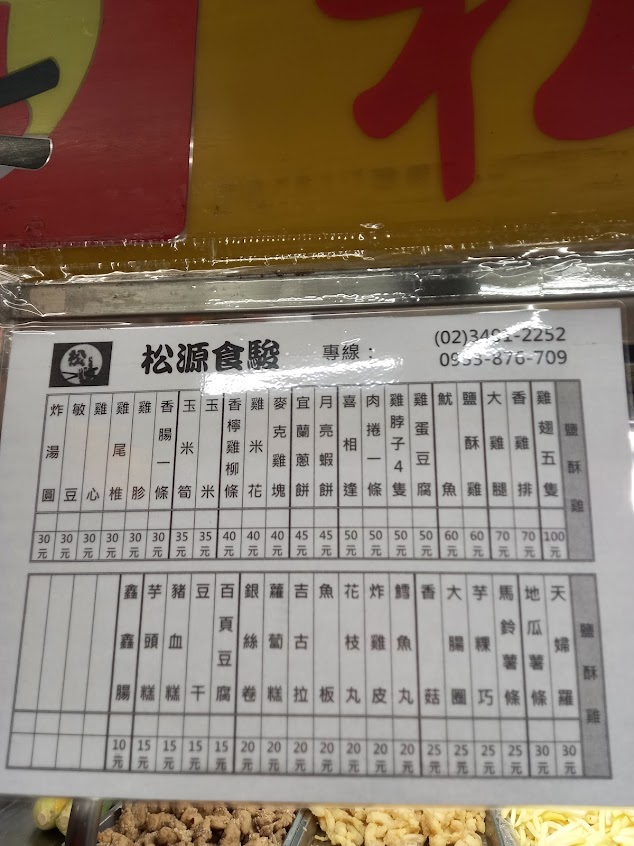 松源食駿 專線：
(02)3491-2252
0933-876-709
鹽酥雞
雞翅五隻 100元
香雞排 70元
大雞腿 70元
鹽酥雞 60元
魷魚 60元
雞蛋豆腐 50元
雞脖子4隻 50元
肉捲一條 50元
喜相逢 50元
月亮蝦餅 45元
宜蘭蔥餅 45元
麥克雞塊 40元
雞米花 40元
香檸雞柳條 40元
玉米 35元
玉米筍 35元
香腸一條 30元
雞胗 30元
雞尾椎 30元
雞心 30元
敏豆 30元
炸湯圓 30元
鹽酥雞
天婦羅 30元
地瓜薯條 30元
馬鈴薯條 25元
芋粿巧 25元
大腸圈 25元
香菇 25元
鱈魚丸 20元
炸雞皮 20元
花枝丸 20元
魚板 20元
吉古拉 20元
蘿蔔糕 20元
銀絲卷 20元
百頁豆腐 15元
豆干 15元
豬血糕 15元
芋頭糕 15元
鑫鑫腸 10元